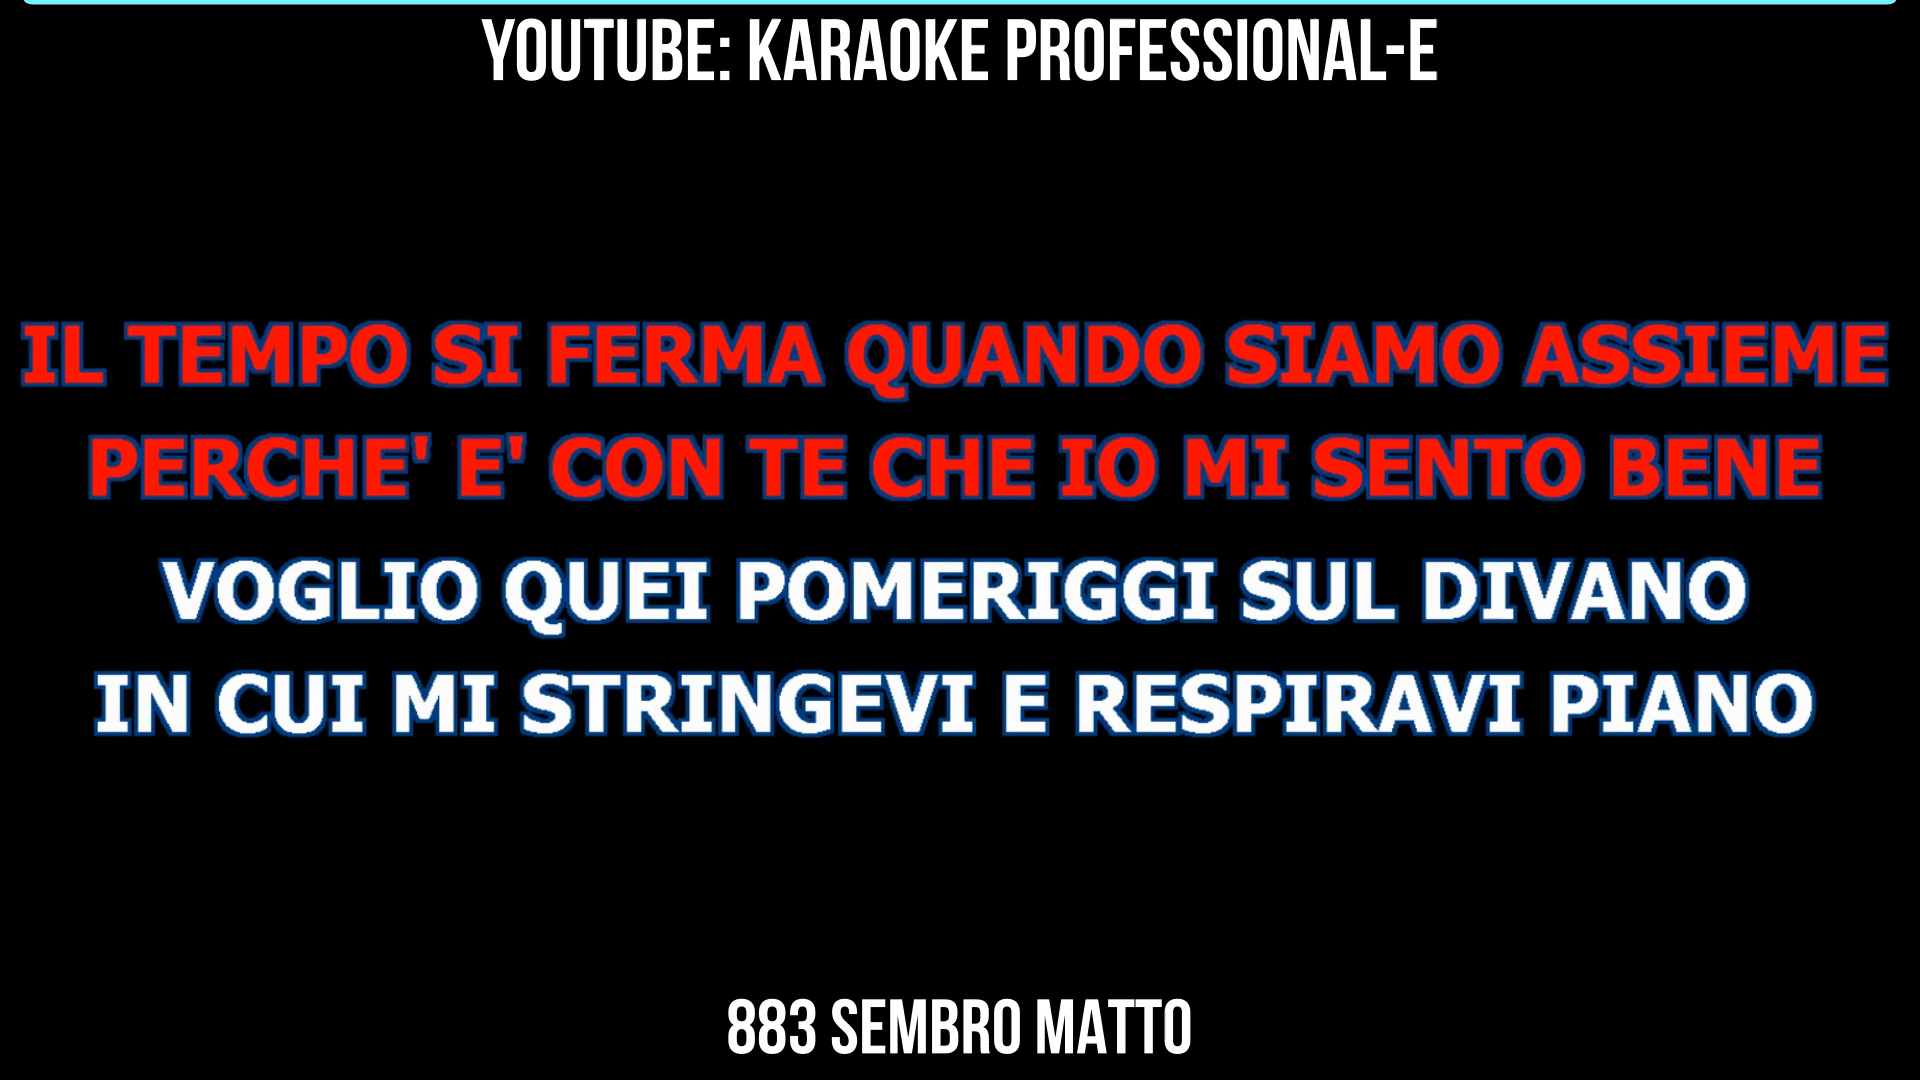 YOUTUBE: KARAOKE PROFESSIONAL-E
IL TEMPO SI FERMA QUANDO SIAMO ASSIEME
PERCHE' E' CON TE CHE IO MI SENTO BENE
VOGLIO QUEI POMERIGGI SUL DIVANO
IN CUI MI STRINGEVI E RESPIRAVI PIANO
883 SEMBRO MATTO